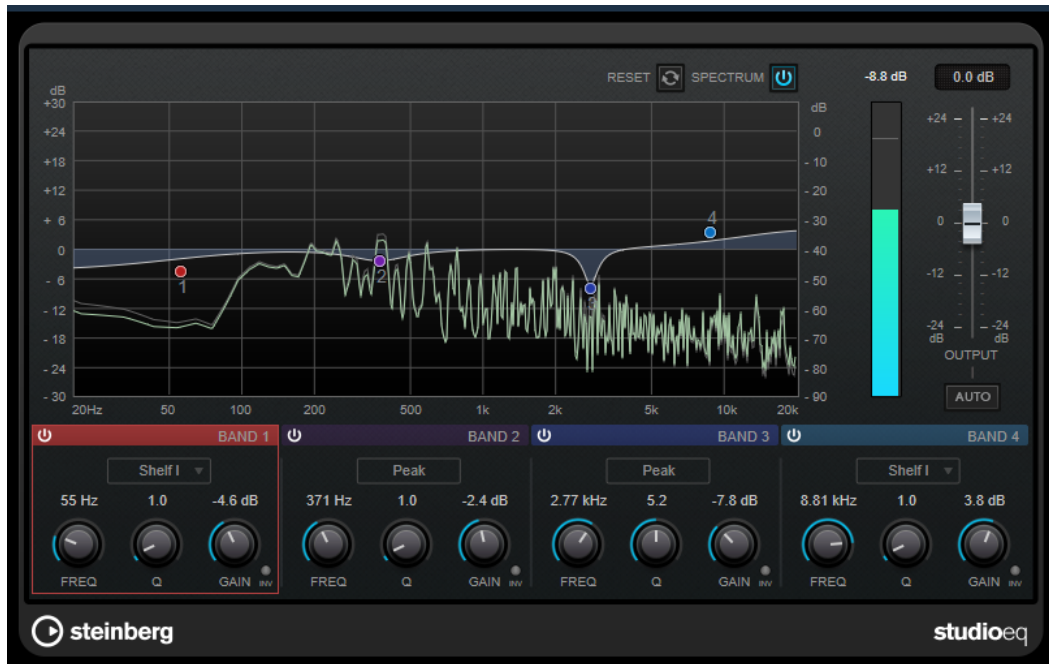 RESET SPECTRUM -8.8 dB 0.0 dB
dB
+30 dB
+24 0
+18 - 10
+12 - 20
+ 6 - 30
0 - 40
- 6 - 50
- 12 - 60
- 18 - 70
- 24 - 80
- 30 - 90
1 2 3 4
20Hz 50 100 200 500 1k 2k 5k 10k 20k
+24 +24
+12 +12
0 0
-12 -12
-24 -24
dB dB
OUTPUT
AUTO
BAND 1 BAND 2 BAND 3 BAND 4
Shelf I Peak Peak Shelf I
55 Hz 1.0 -4.6 dB 371 Hz 1.0 -2.4 dB 2.77 kHz 5.2 -7.8 dB 8.81 kHz 1.0 3.8 dB
FREQ Q GAIN INV FREQ Q GAIN INV FREQ Q GAIN INV FREQ Q GAIN INV
steinberg studioeq